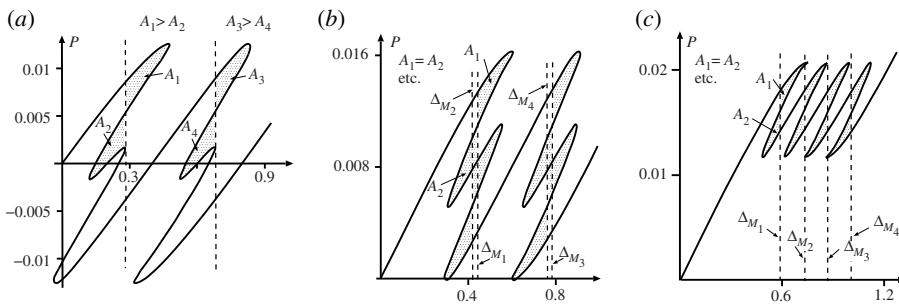 (a)
A1 > A2
A3 > A4
P
0.01
0.005
0
−0.005
−0.01
0.3
0.9
A1
A2
A3
A4
(b)
P
0.016
0.008
0
0.4
0.8
A1 = A2
etc.
A1
A2
ΔM2
ΔM4
ΔM1
ΔM3
(c)
P
0.02
0.01
0
0.6
1.2
A1 = A2
etc.
A1
A2
ΔM1
ΔM2
ΔM3
ΔM4